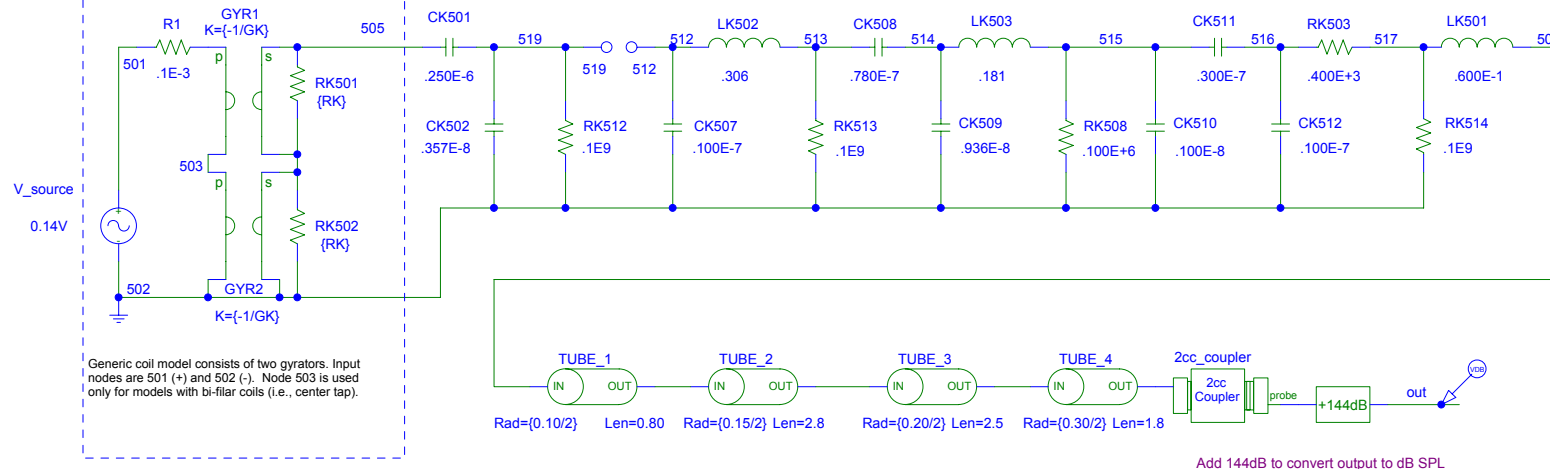 GYR1
K={-1/GK}
R1
.1E-3
501
p
s
505
RK501
{RK}
503
p
s
RK502
{RK}
V_source
0.14V
502
GYR2
K={-1/GK}
Generic coil model consists of two gyrators. Input
nodes are 501 (+) and 502 (-).  Node 503 is used
only for models with bi-filar coils (i.e., center tap).
CK501
.250E-6
519
519
512
512
LK502
.306
513
CK508
.780E-7
514
LK503
.181
515
CK511
.300E-7
516
RK503
.400E+3
517
LK501
.600E-1
CK502
.357E-8
RK512
.1E9
CK507
.100E-7
RK513
.1E9
CK509
.936E-8
RK508
.100E+6
CK510
.100E-8
CK512
.100E-7
RK514
.1E9
TUBE_1
IN OUT
Rad={0.10/2} Len=0.80
TUBE_2
IN OUT
Rad={0.15/2} Len=2.8
TUBE_3
IN OUT
Rad={0.20/2} Len=2.5
TUBE_4
IN OUT
Rad={0.30/2} Len=1.8
2cc_coupler
2cc
Coupler
probe
+144dB
out
VDB
Add 144dB to convert output to dB SPL